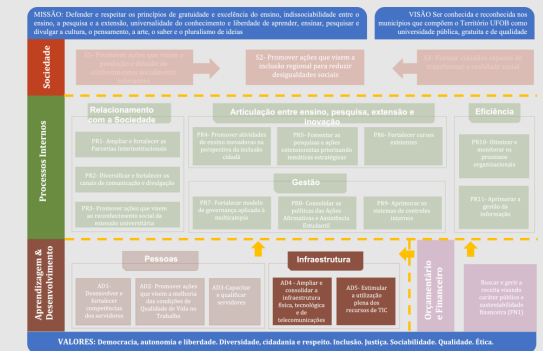 MISSÃO: Defender e respeitar os princípios de gratuidade e excelência do ensino, indissociabilidade entre o
ensino, a pesquisa e a extensão, universalidade do conhecimento e liberdade de aprender, ensinar, pesquisar e
divulgar a cultura, o pensamento, a arte, o saber e o pluralismo de ideias
VISÃO Ser conhecida e reconhecida nos
municípios que compõem o Território UFOB como
universidade pública, gratuita e de qualidade
Sociedade
S1- Promover ações que visem a
S2- Promover ações que visem a
inclusão regional para reduzir
desigualdades sociais
Processos Internos
Relacionamento
com a Sociedade
PR1- Ampliar e fortalecer as
Parcerias Interinstitucionais
PR2- Diversificar e fortalecer os
canais de comunicação e divulgação
PR3- Promover ações que visem
ao reconhecimento social da
extensão universitária
Articulação entre ensino, pesquisa, extensão e
inovação
PR4- Promover atividades
de ensino inovadoras na
perspectiva da inclusão
cidadã
PR5- Fomentar as
pesquisas e ações
extensionistas priorizando
temáticas estratégicas
PR6- Fortalecer cursos
existentes
Gestão
PR7- Fortalecer modelo
de governança aplicado à
multicampia
PR8- Consolidar as
políticas das Ações
Afirmativas e Assistência
Estudantil
PR9- Aprimorar os
sistemas de controles
internos
Eficiência
PR10- Otimizar e
monitorar os
processos
organizacionais
PR11- Aprimorar a
gestão da
informação
Aprendizagem &
Desenvolvimento
Pessoas
AD1-
Desenvolver e
fortalecer
competências
dos servidores
AD2- Promover ações
que visem a melhoria
das condições de
Qualidade de Vida no
Trabalho
AD3-Capacitar
e qualificar
servidores
Infraestrutura
AD4 - Ampliar e
consolidar a
infraestrutura
física, tecnológica
e de
telecomunicações
AD5- Estimular
a utilização
plena dos
recursos de TIC
Orçamentário
e Financeiro
Buscar e gerir a
receita visando
caráter público e
sustentabilidade
financeira (FN1)
VALORES: Democracia, autonomia e liberdade. Diversidade, cidadania e respeito. Inclusão. Justiça. Sociabilidade. Qualidade. Ética.